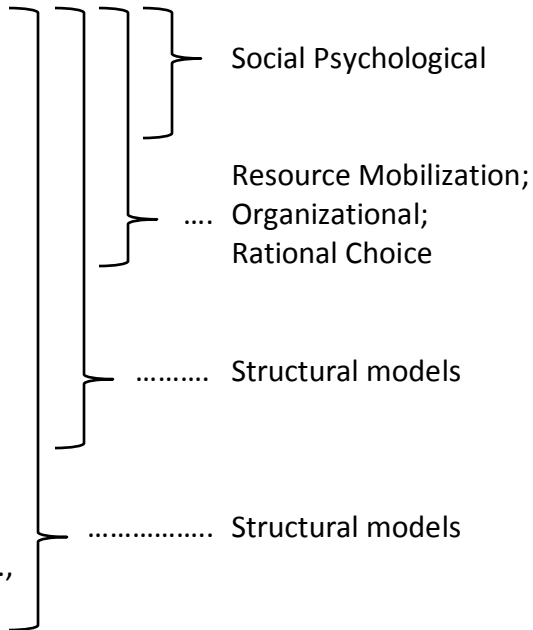 Social Psychological
Resource Mobilization;
.... Organizational;
Rational Choice
.......... Structural models
................. Structural models
.,